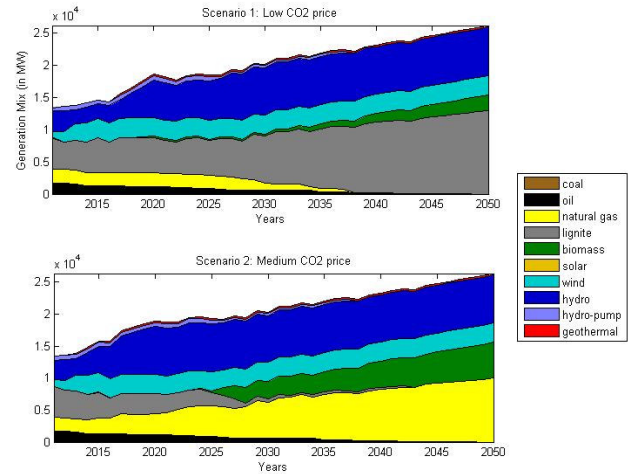 Scenario 1: Low CO2 price
x 10^4
2.5
2
1.5
1
0.5
0
Generation Mix (in MW)
2015 2020 2025 2030 2035 2040 2045 2050
Years
Scenario 2: Medium CO2 price
x 10^4
2.5
2
1.5
1
0.5
0
2015 2020 2025 2030 2035 2040 2045 2050
Years
coal
oil
natural gas
lignite
biomass
solar
wind
hydro
hydro-pump
geothermal